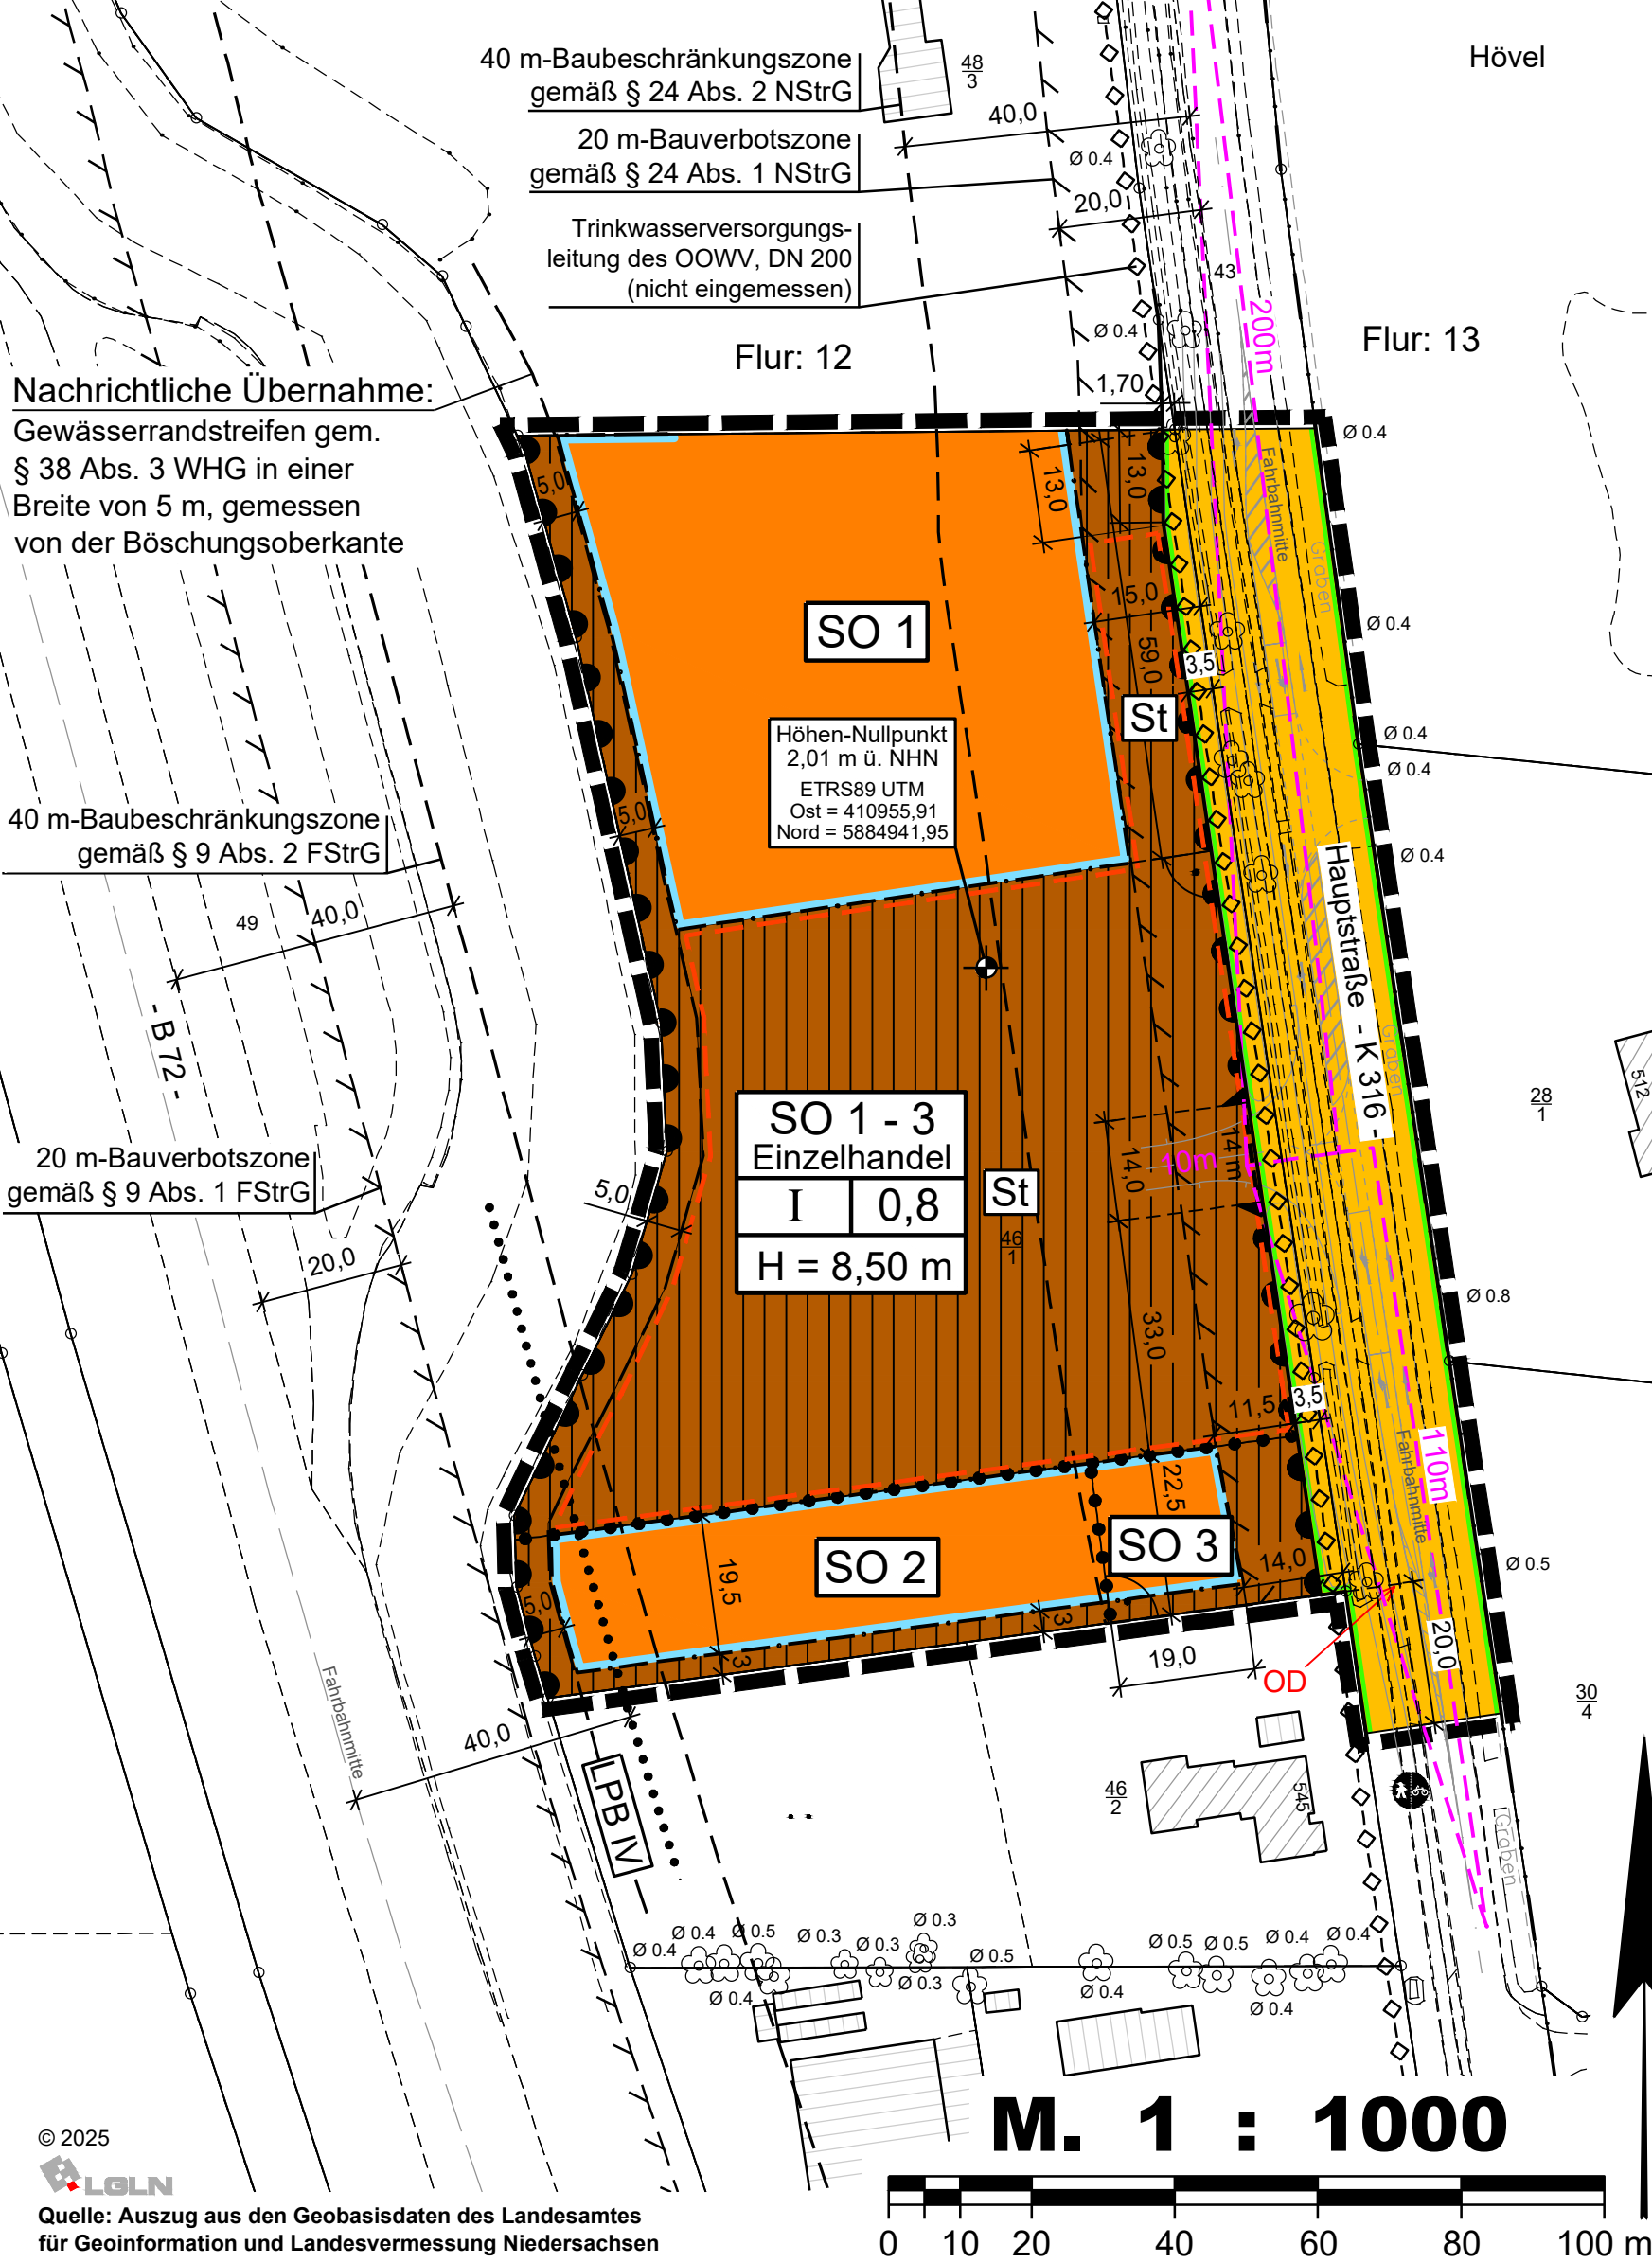 Hövel
40 m-Baubeschränkungszone
gemäß § 24 Abs. 2 NStrG
48
3
40,0
20 m-Bauverbotszone
gemäß § 24 Abs. 1 NStrG
Ø 0.4
20,0
Trinkwasserversorgungs-
leitung des OOWV, DN 200
(nicht eingemessen)
43
200m
Ø 0.4
Flur: 12
Flur: 13
1,70
Nachrichtliche Übernahme:
Gewässerrandstreifen gem.
§ 38 Abs. 3 WHG in einer
Breite von 5 m, gemessen
von der Böschungsoberkante
Ø 0.4
5,0
13,0
13,0
Fahrbahnmitte
Graben
15,0
SO 1
Ø 0.4
59,0
3,5
St
Höhen-Nullpunkt
2,01 m ü. NHN
ETRS89 UTM
Ost = 410955,91
Nord = 5884941,95
Ø 0.4
Ø 0.4
5,0
40 m-Baubeschränkungszone
gemäß § 9 Abs. 2 FStrG
Ø 0.4
Hauptstraße - K 316 -
49
40,0
- B 72 -
Graben
512
28
1
SO 1 - 3
Einzelhandel
I
0,8
H = 8,50 m
14,0
10m
14 m
20 m-Bauverbotszone
gemäß § 9 Abs. 1 FStrG
5,0
St
46
1
20,0
Ø 0.8
33,0
11,5
3,5
110m
Fahrbahnmitte
22,5
SO 2
SO 3
19,5
14,0
Ø 0.5
5,0
3
3
19,0
OD
20,0
30
4
Fahrbahnmitte
40,0
LPB IV
46
2
545
Graben
Ø 0.4
Ø 0.4
Ø 0.5
Ø 0.3
Ø 0.3
Ø 0.3
Ø 0.5
Ø 0.5
Ø 0.5
Ø 0.4
Ø 0.4
Ø 0.4
Ø 0.3
Ø 0.4
Ø 0.4
M. 1 : 1000
© 2025
LGLN
Quelle: Auszug aus den Geobasisdaten des Landesamtes
für Geoinformation und Landesvermessung Niedersachsen
0 10 20 40 60 80 100 m